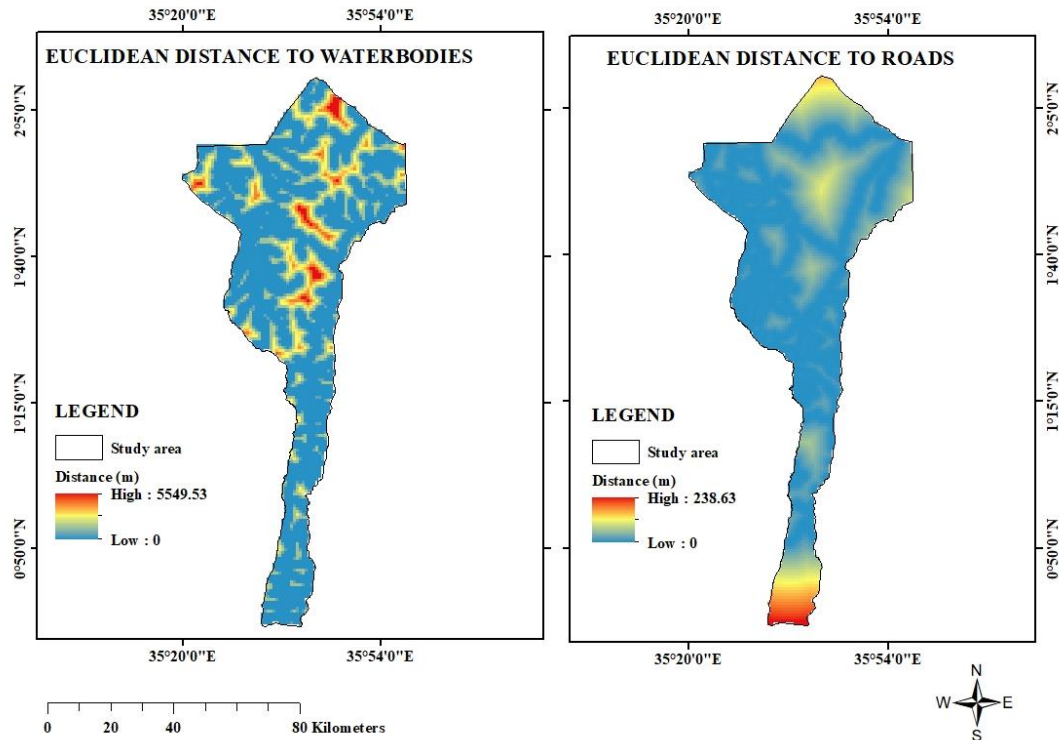 35°20'0"E 35°54'0"E 35°20'0"E 35°54'0"E
EUCLIDEAN DISTANCE TO WATERBODIES
2°5'0"N
1°40'0"N
1°15'0"N
0°50'0"N
LEGEND
Study area
Distance (m)
High : 5549.53
Low : 0
35°20'0"E 35°54'0"E
EUCLIDEAN DISTANCE TO ROADS
2°5'0"N
1°40'0"N
1°15'0"N
0°50'0"N
LEGEND
Study area
Distance (m)
High : 238.63
Low : 0
35°20'0"E 35°54'0"E
0 20 40 80 Kilometers
N
W E
S